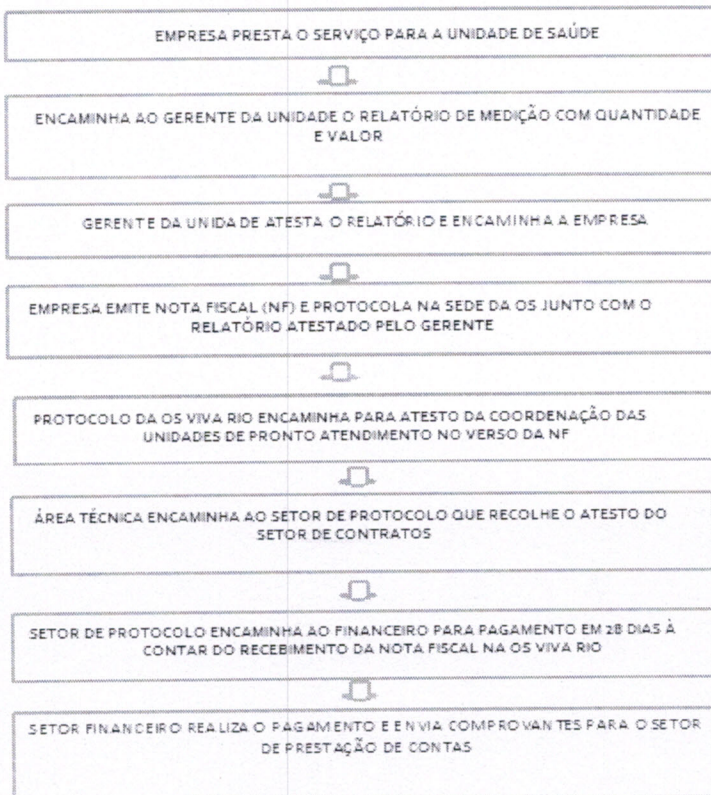 EMPRESA PRESTA O SERVIÇO PARA A UNIDADE DE SAÚDE
ENCAMINHA AO GERENTE DA UNIDADE O RELATÓRIO DE MEDIÇÃO COM QUANTIDADE
E VALOR
GERENTE DA UNIDADE ATESTA O RELATÓRIO E ENCAMINHA A EMPRESA
EMPRESA EMITE NOTA FISCAL (NF) E PROTOCOLA NA SEDE DA OS JUNTO COM O
RELATÓRIO ATESTADO PELO GERENTE
PROTOCOLO DA OS VIVA RIO ENCAMINHA PARA ATESTO DA COORDENAÇÃO DAS
UNIDADES DE PRONTO ATENDIMENTO NO VERSO DA NF
ÁREA TÉCNICA ENCAMINHA AO SETOR DE PROTOCOLO QUE RECOLHE O ATESTO DO
SETOR DE CONTRATOS
SETOR DE PROTOCOLO ENCAMINHA AO FINANCEIRO PARA PAGAMENTO EM 28 DIAS À
CONTAR DO RECEBIMENTO DA NOTA FISCAL NA OS VIVA RIO
SETOR FINANCEIRO REALIZA O PAGAMENTO E ENVIA COMPROVANTES PARA O SETOR
DE PRESTAÇÃO DE CONTAS